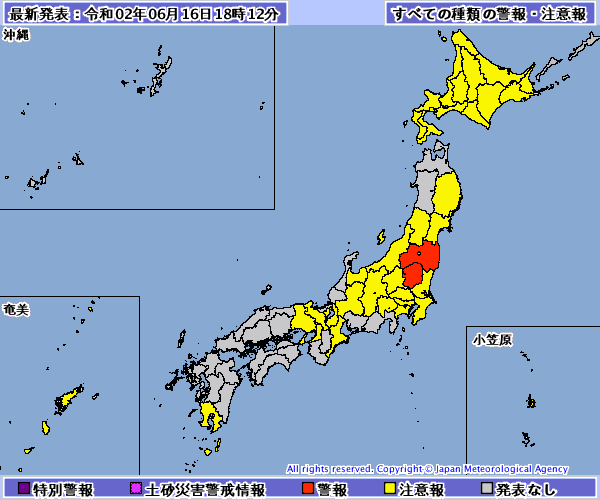 最新発表：令和02年06月16日18時12分
すべての種類の警報・注意報
沖縄
奄美
小笠原
All rights reserved. Copyright © Japan Meteorological Agency
特別警報 土砂災害警戒情報 警報 注意報 発表なし